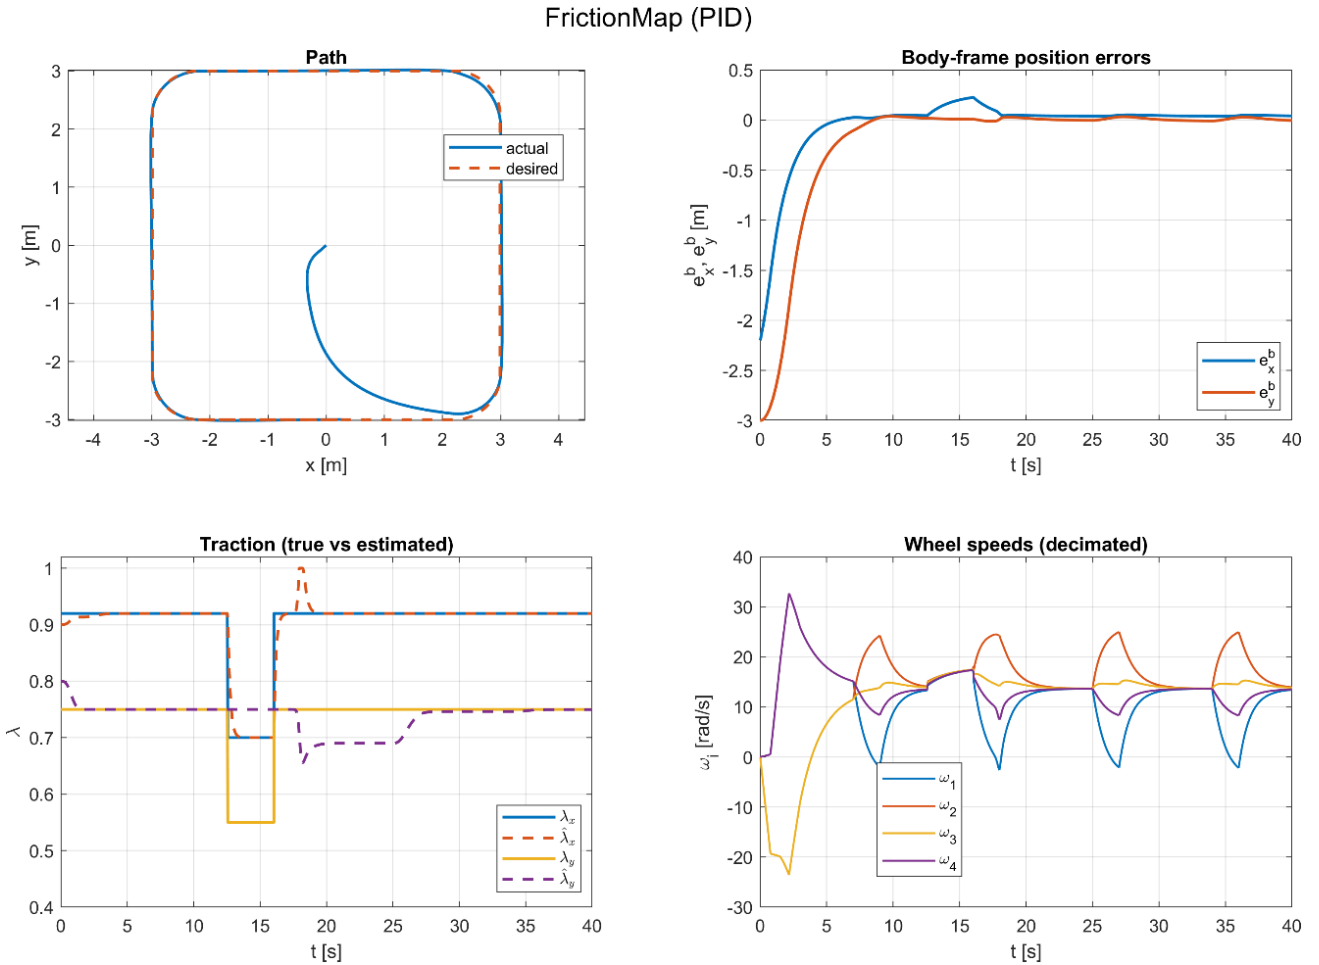 FrictionMap (PID)
Path
3
2
1
0
-1
-2
-3
y [m]
-4 -3 -2 -1 0 1 2 3 4
x [m]
actual
desired
Body-frame position errors
0.5
0
-0.5
-1
-1.5
-2
-2.5
-3
e_x^b, e_y^b [m]
0 5 10 15 20 25 30 35 40
t [s]
e_x^b
e_y^b
Traction (true vs estimated)
1
0.9
0.8
0.7
0.6
0.5
0.4
λ
0 5 10 15 20 25 30 35 40
t [s]
λ_x
λ̂_x
λ_y
λ̂_y
Wheel speeds (decimated)
40
30
20
10
0
-10
-20
-30
ω_i [rad/s]
0 5 10 15 20 25 30 35 40
t [s]
ω_1
ω_2
ω_3
ω_4